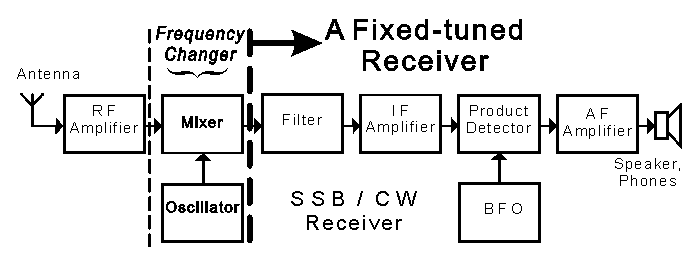 Frequency
Changer
A Fixed-tuned
Receiver
Antenna
RF
Amplifier
Mixer
Filter
IF
Amplifier
Product
Detector
AF
Amplifier
Speaker,
Phones
Oscillator
SSB / CW
Receiver
BFO